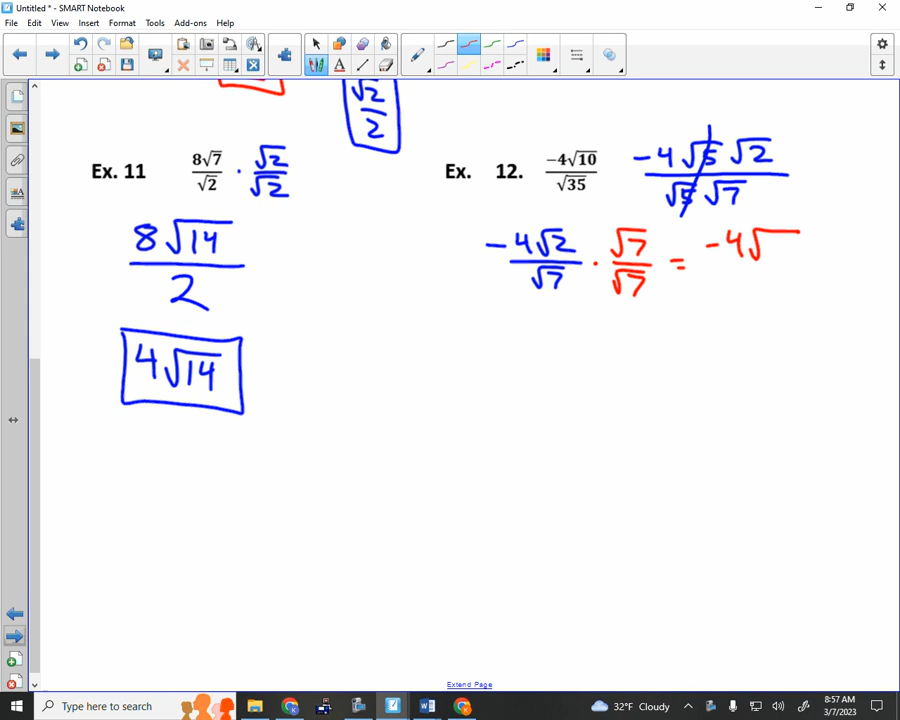 Untitled * - SMART Notebook
File Edit View Insert Format Tools Add-ons Help
√2/2
Ex. 11 8√7/√2 · √2/√2
8√14/2
4√14
Ex. 12. -4√10/√35 -4√5√2/√5√7
1
-4√2/√7 · √7/√7 = -4√
Extend Page
Type here to search
32°F Cloudy
8:57 AM
3/7/2023